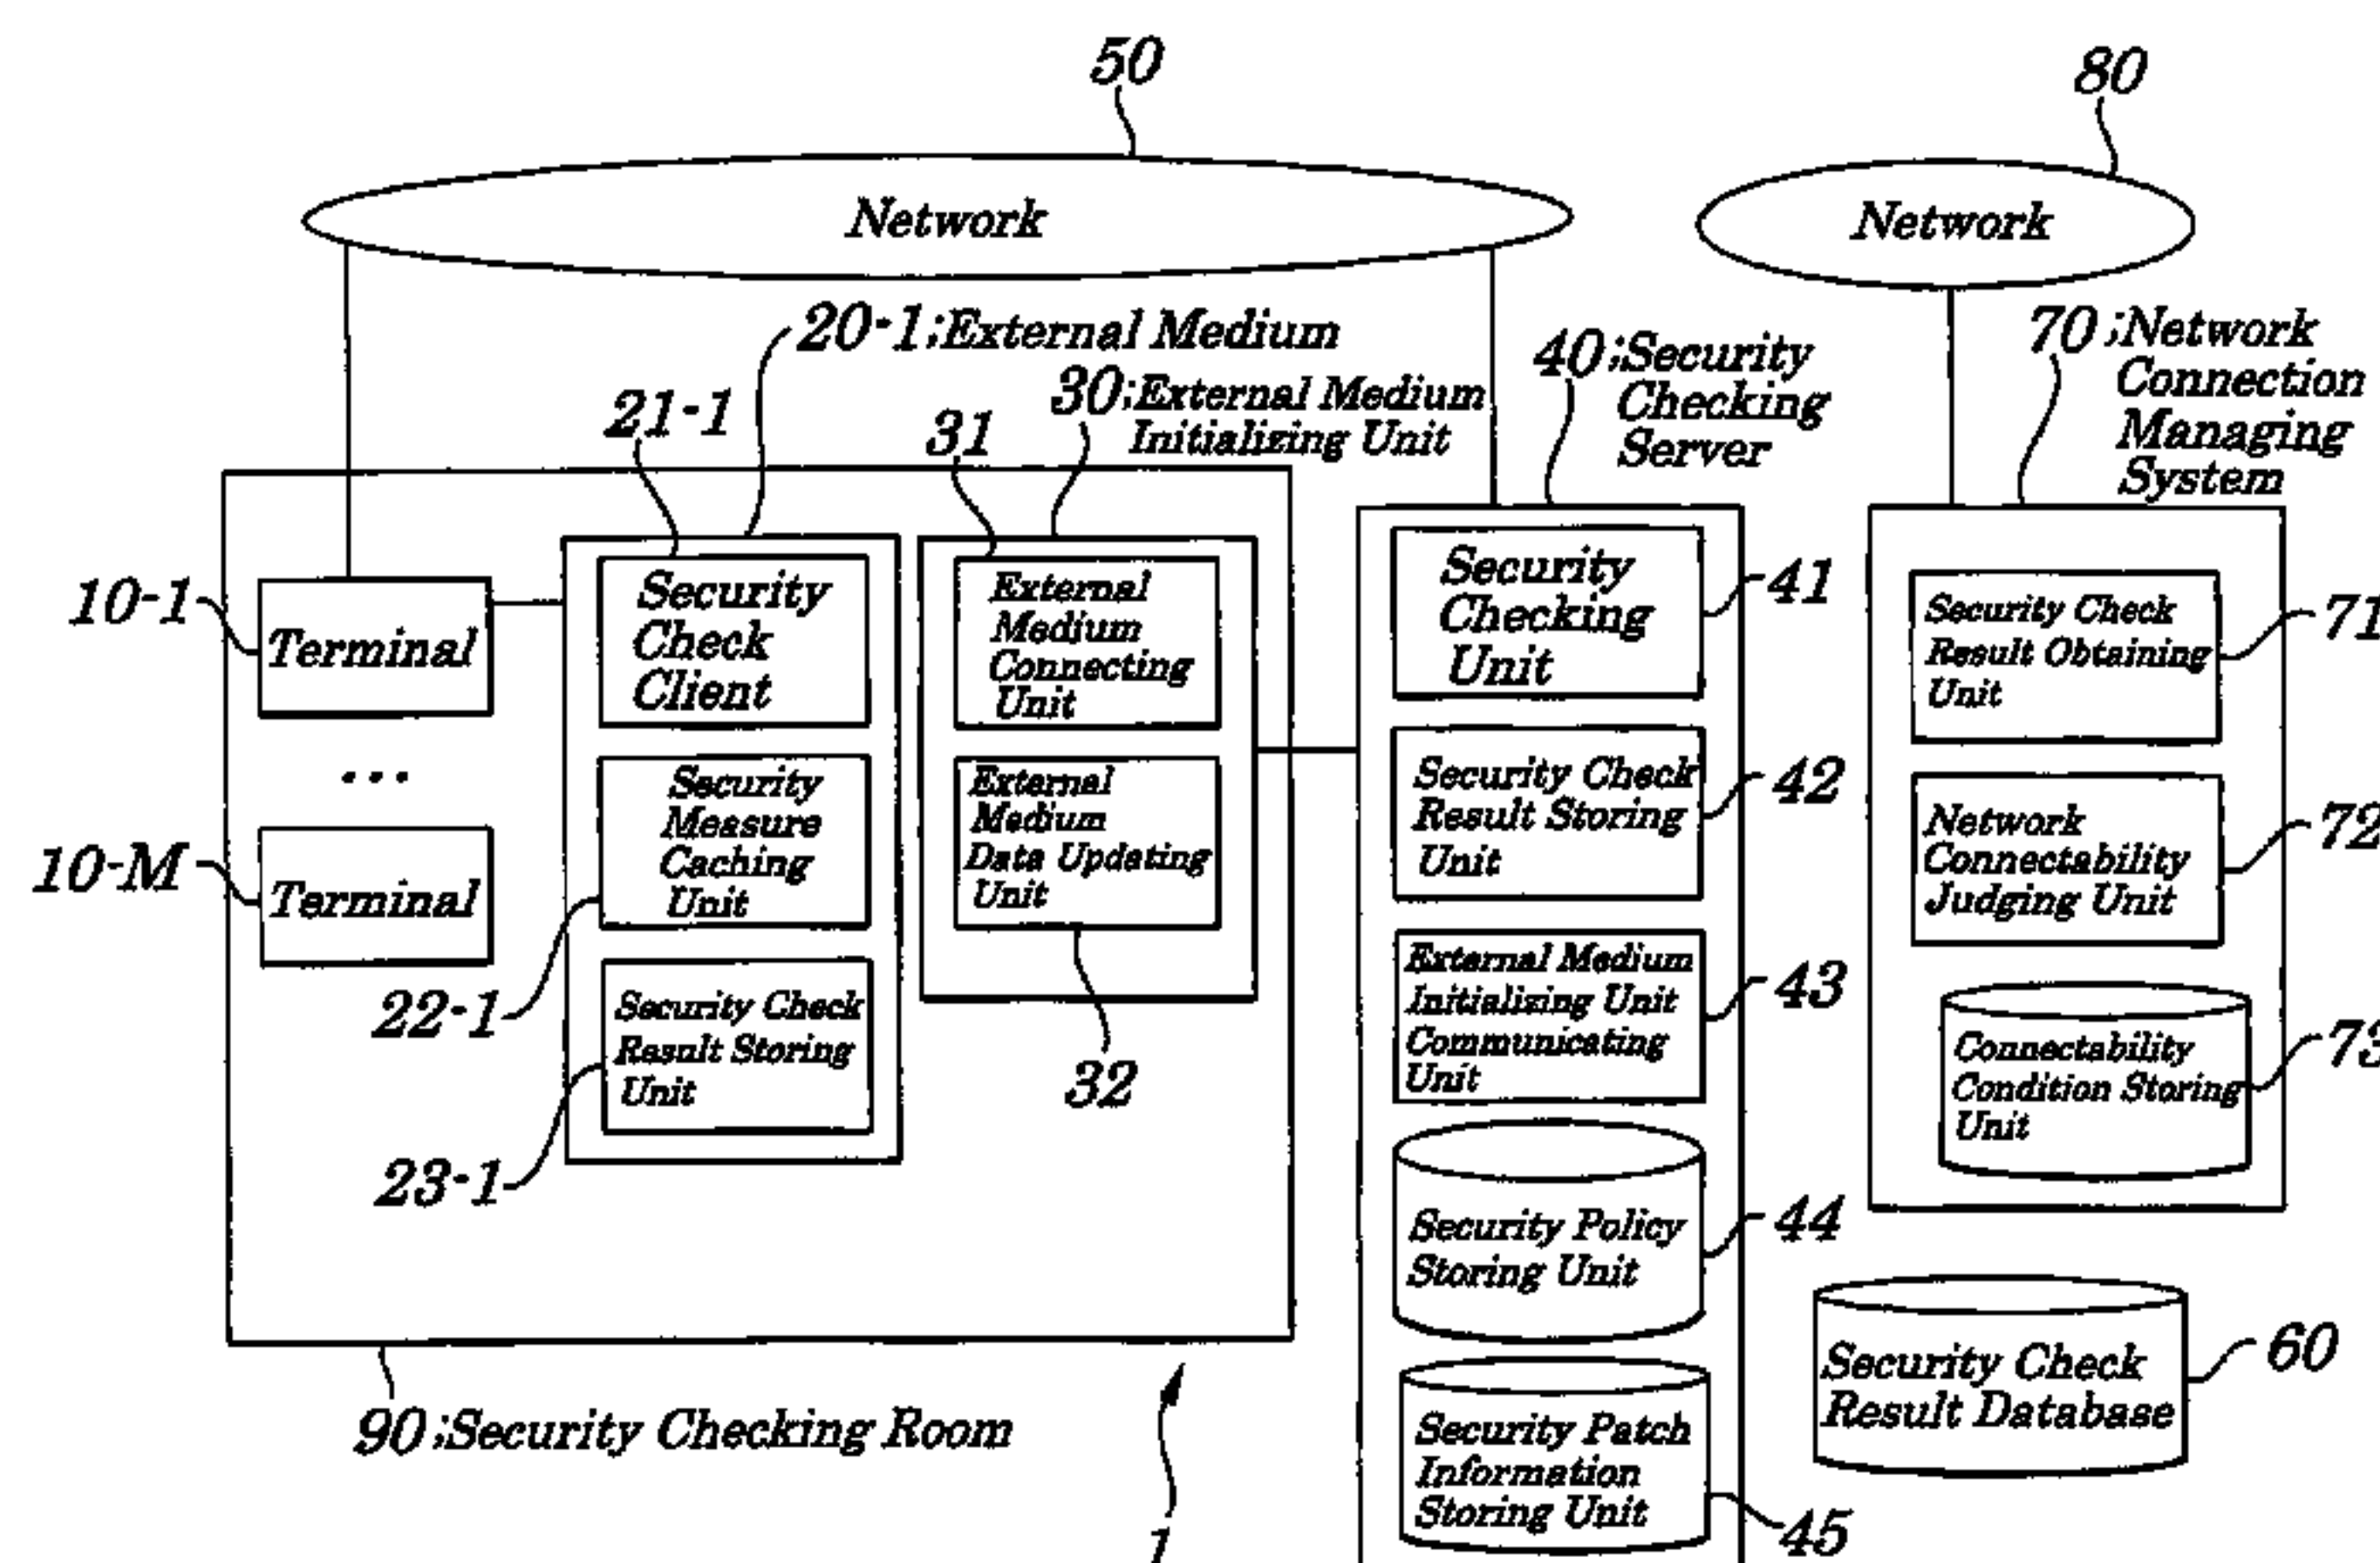 50
80
Network
Network
20-1;External Medium
70;Network
Connection
Managing
System
40;Security
Checking
Server
30;External Medium
Initializing Unit
21-1
31
10-1
Terminal
...
10-M
Terminal
Security
Check
Client
Security
Measure
Caching
Unit
22-1
Security Check
Result Storing
Unit
23-1
External
Medium
Connecting
Unit
External
Medium
Data Updating
Unit
32
Security
Checking
Unit
41
Security Check
Result Storing
Unit
42
External Medium
Initializing Unit
Communicating
Unit
43
Security Policy
Storing Unit
44
Security Patch
Information
Storing Unit
45
Security Check
Result Obtaining
Unit
71
Network
Connectability
Judging Unit
72
Connectability
Condition Storing
Unit
73
Security Check
Result Database
60
90;Security Checking Room
1